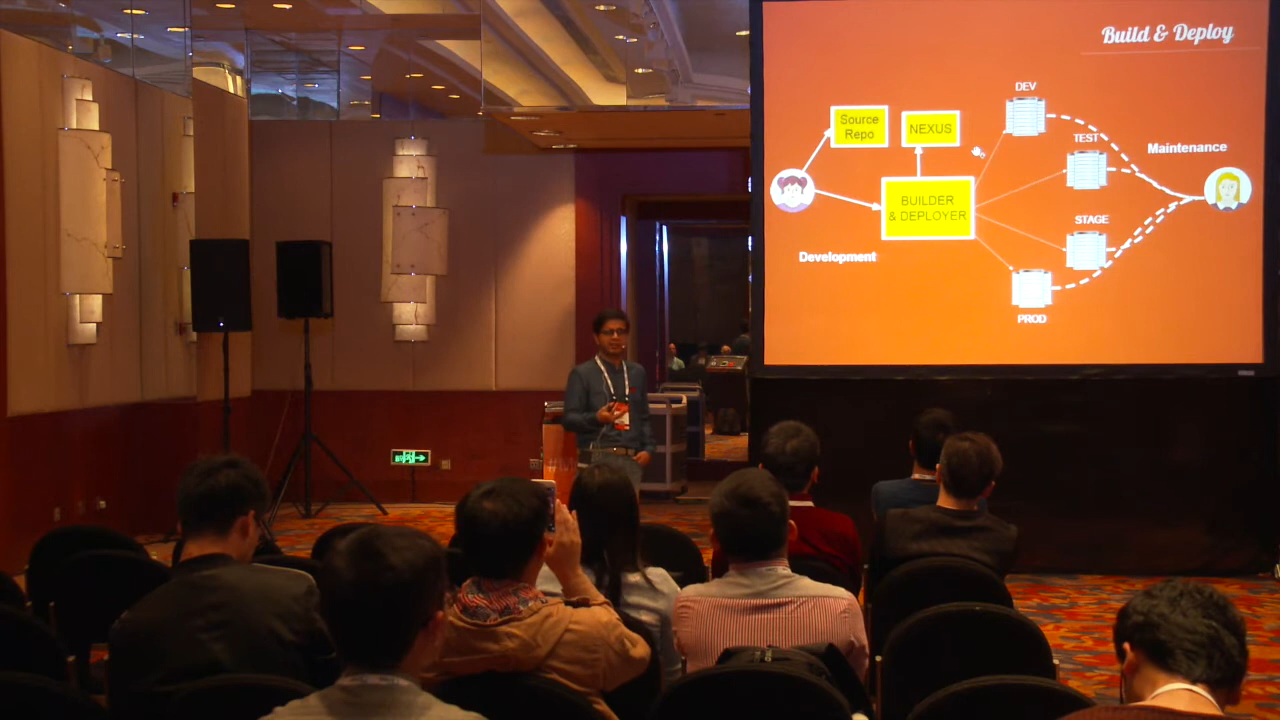 Build & Deploy
DEV
Source
Repo
NEXUS
TEST
Maintenance
BUILDER
& DEPLOYER
STAGE
Development
PROD